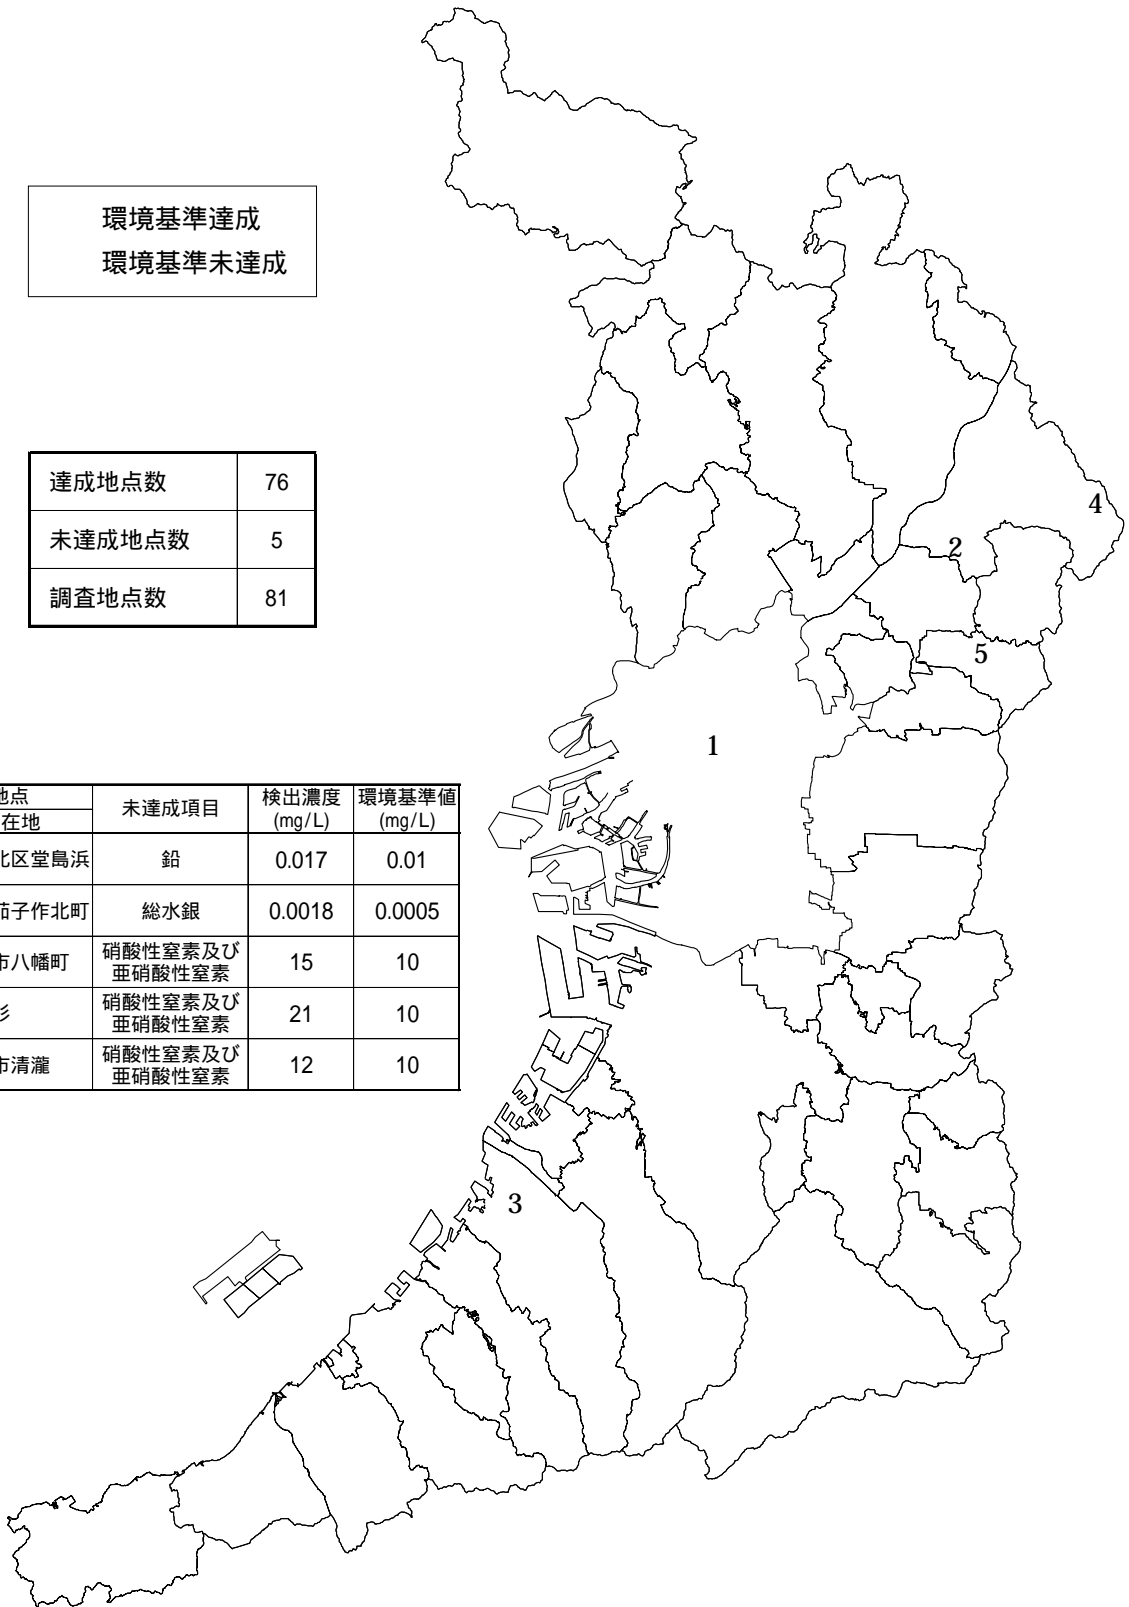 環境基準達成
環境基準未達成
達成地点数 76
未達成地点数 5
調査地点数 81
地点
在地
未達成項目
検出濃度
(mg/L)
環境基準値
(mg/L)
北区堂島浜 鉛 0.017 0.01
茄子作北町 総水銀 0.0018 0.0005
市八幡町 硝酸性窒素及び
亜硝酸性窒素 15 10
硝酸性窒素及び
亜硝酸性窒素 21 10
市清瀧 硝酸性窒素及び
亜硝酸性窒素 12 10
4
2
5
1
3